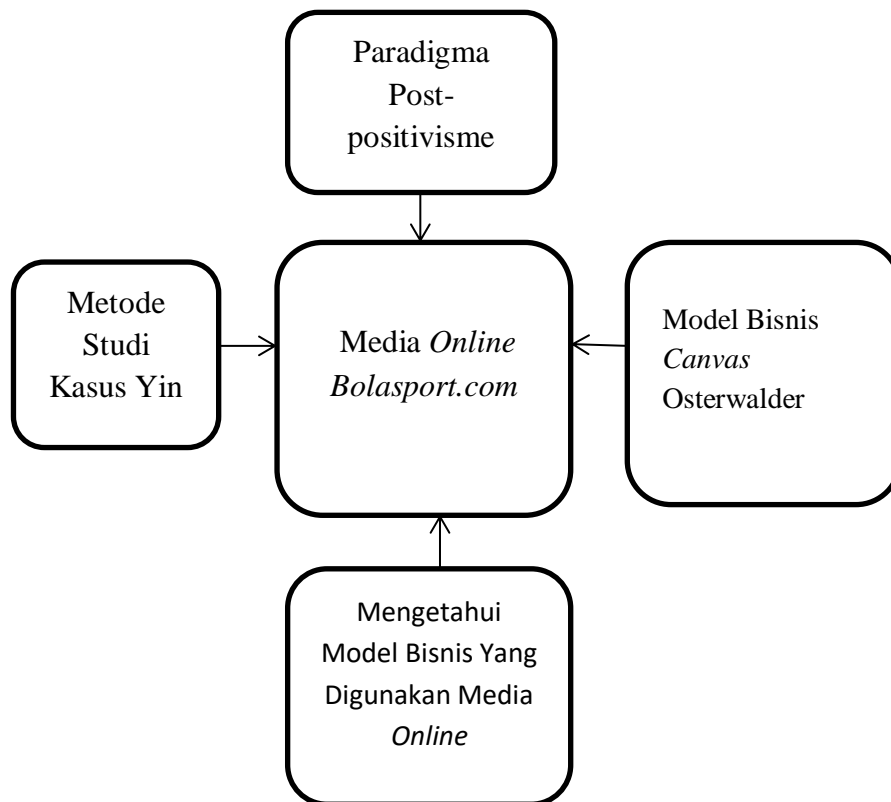 Paradigma
Post-
positivisme
Metode
Studi
Kasus Yin
Media Online
Bolasport.com
Model Bisnis
Canvas
Osterwalder
Mengetahui
Model Bisnis Yang
Digunakan Media
Online